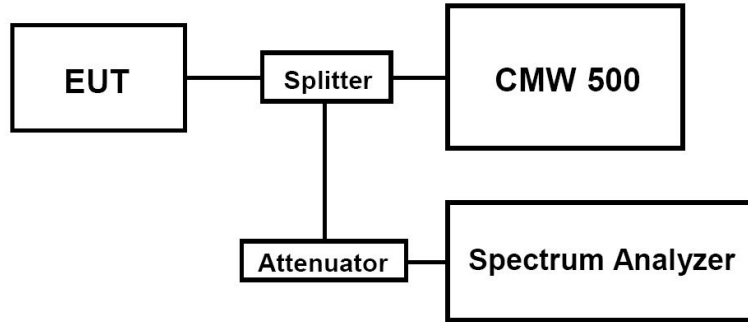 EUT
Splitter
CMW 500
Attenuator
Spectrum Analyzer